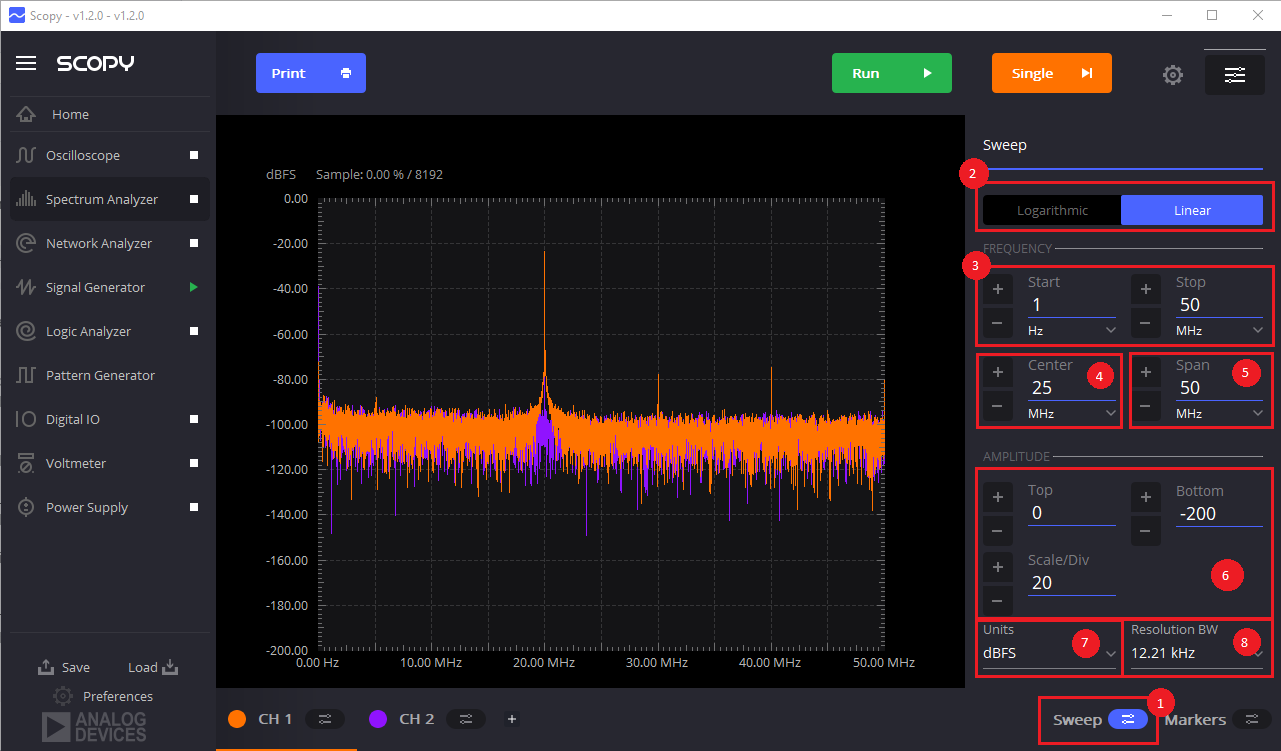 Scopy - v1.2.0 - v1.2.0
SCOPY
Print
Run
Single
Home
Oscilloscope
Spectrum Analyzer
Network Analyzer
Signal Generator
Logic Analyzer
Pattern Generator
Digital IO
Voltmeter
Power Supply
Save
Load
Preferences
ANALOG
DEVICES
dBFS Sample: 0.00 % / 8192
0.00
-20.00
-40.00
-60.00
-80.00
-100.00
-120.00
-140.00
-160.00
-180.00
-200.00
0.00 Hz 10.00 MHz 20.00 MHz 30.00 MHz 40.00 MHz 50.00 MHz
CH 1
CH 2
+
Sweep
2
Logarithmic Linear
FREQUENCY
3
+ Start + Stop
1 50
− Hz − MHz
+ Center 4 + Span 5
25 50
− MHz − MHz
AMPLITUDE
+ Top + Bottom
0 -200
− −
+ Scale/Div
20
−
6
Units 7 Resolution BW 8
dBFS 12.21 kHz
1
Sweep Markers